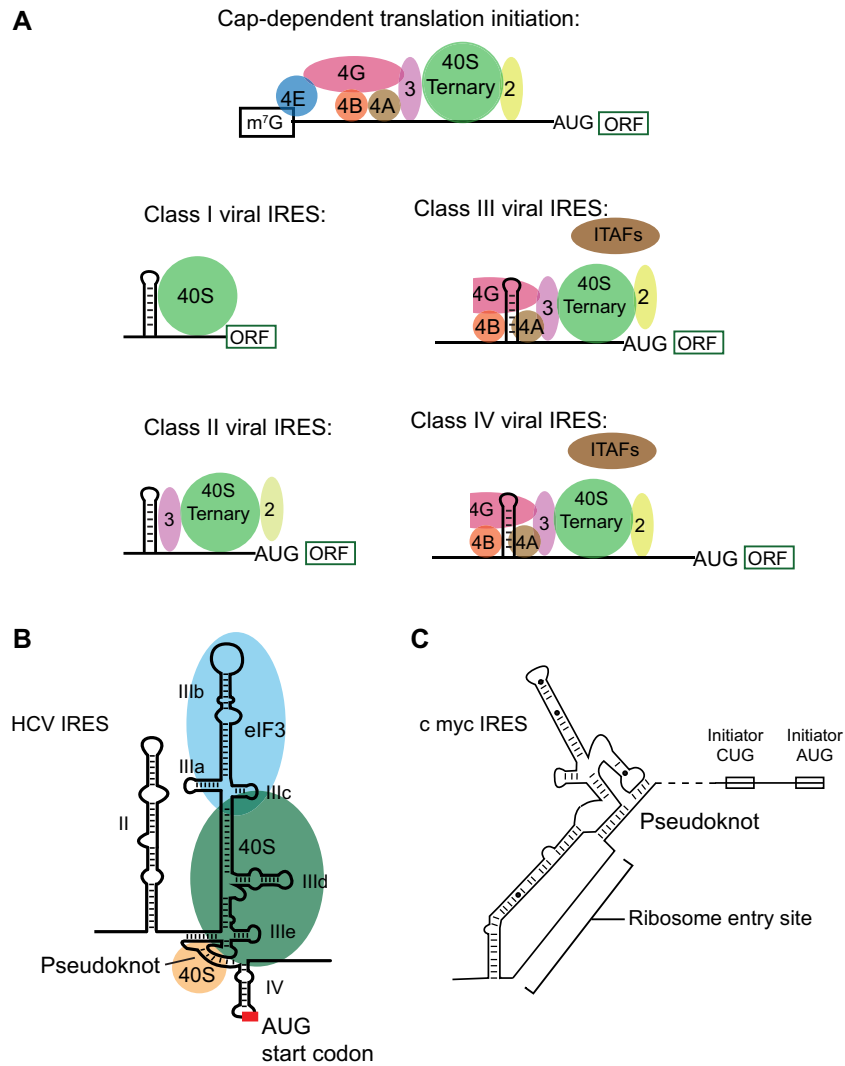 A
Cap-dependent translation initiation:
4E
4G
4B
4A
3
40S
Ternary
2
m⁷G
AUG
ORF
Class I viral IRES:
40S
ORF
Class III viral IRES:
ITAFs
4G
4B
4A
3
40S
Ternary
2
AUG
ORF
Class II viral IRES:
3
40S
Ternary
2
AUG
ORF
Class IV viral IRES:
ITAFs
4G
4B
4A
3
40S
Ternary
2
AUG
ORF
B
HCV IRES
II
IIIb
eIF3
IIIa
IIIc
40S
IIId
IIIe
Pseudoknot
40S
IV
AUG
start codon
C
c myc IRES
Initiator
CUG
Initiator
AUG
Pseudoknot
Ribosome entry site